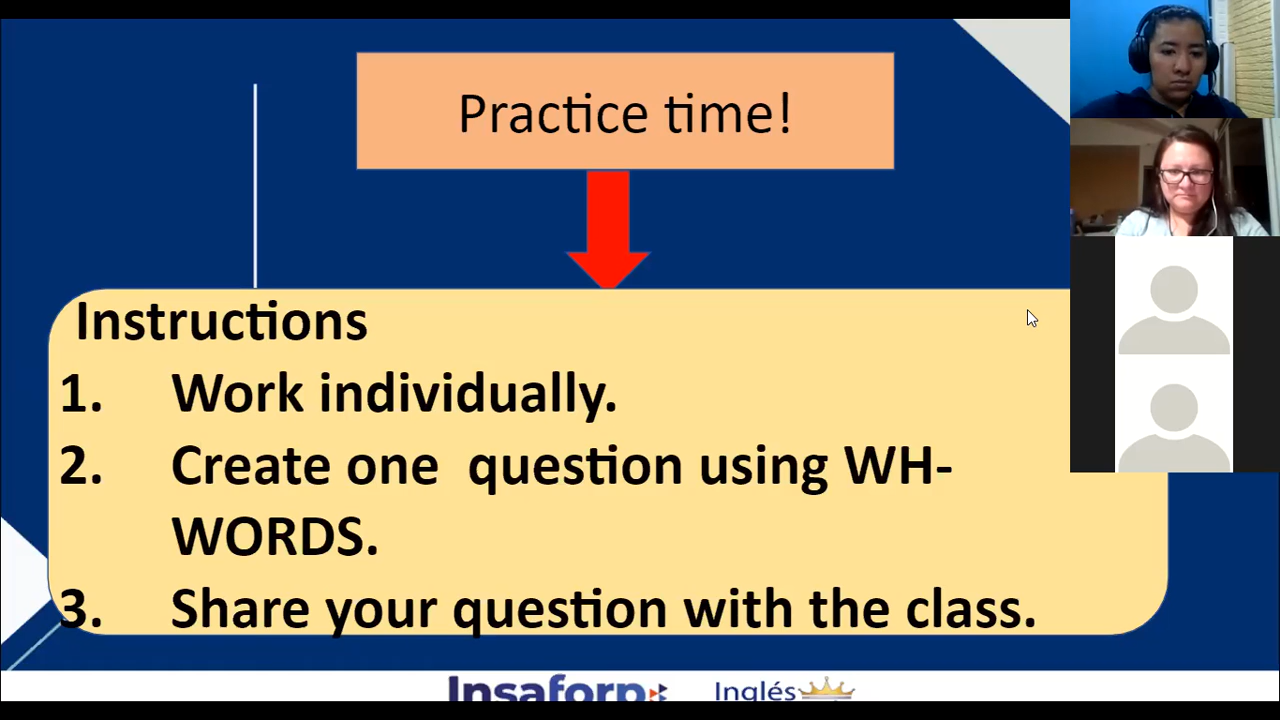 Practice time!
Instructions
1. Work individually.
2. Create one question using WH-
WORDS.
3. Share your question with the class.
Insaforp Inglés